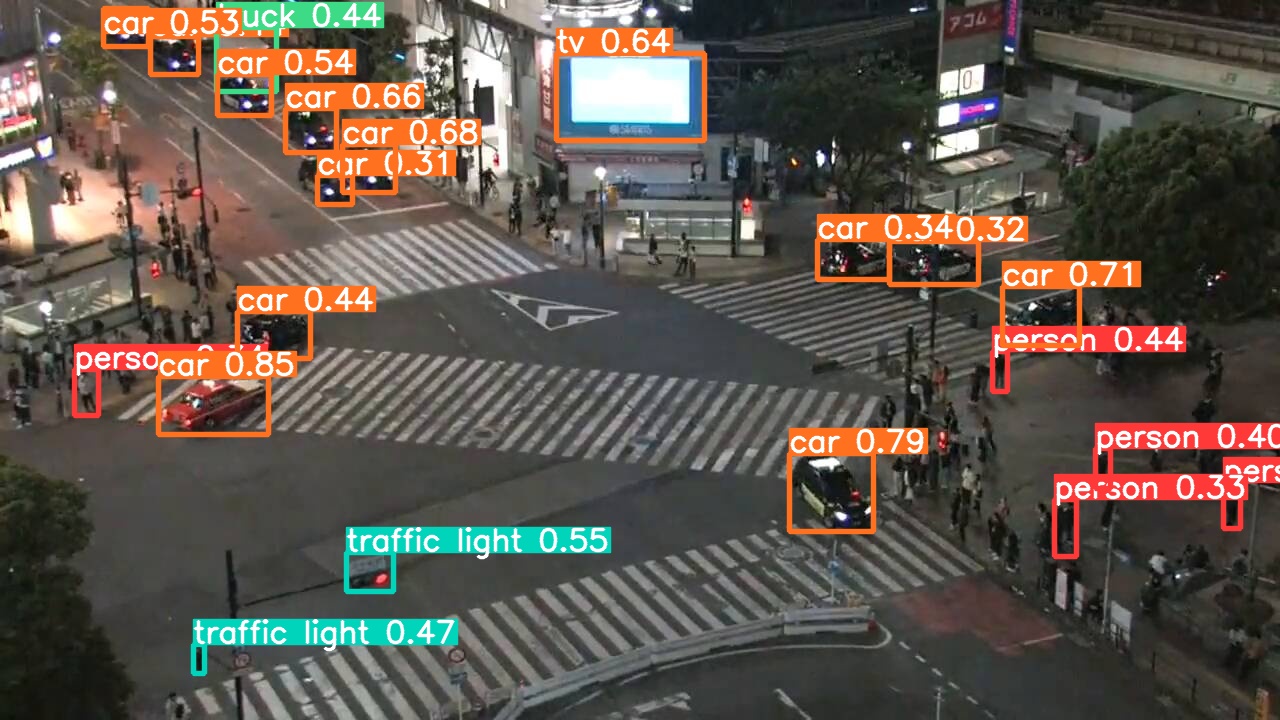 car 0.53
uck 0.44
car 0.54
tv 0.64
car 0.66
car 0.68
car 0.31
アコム
car 0.34
0.32
car 0.71
car 0.44
person 0.44
perso
car 0.85
car 0.79
person 0.40
pers
person 0.33
traffic light 0.55
traffic light 0.47